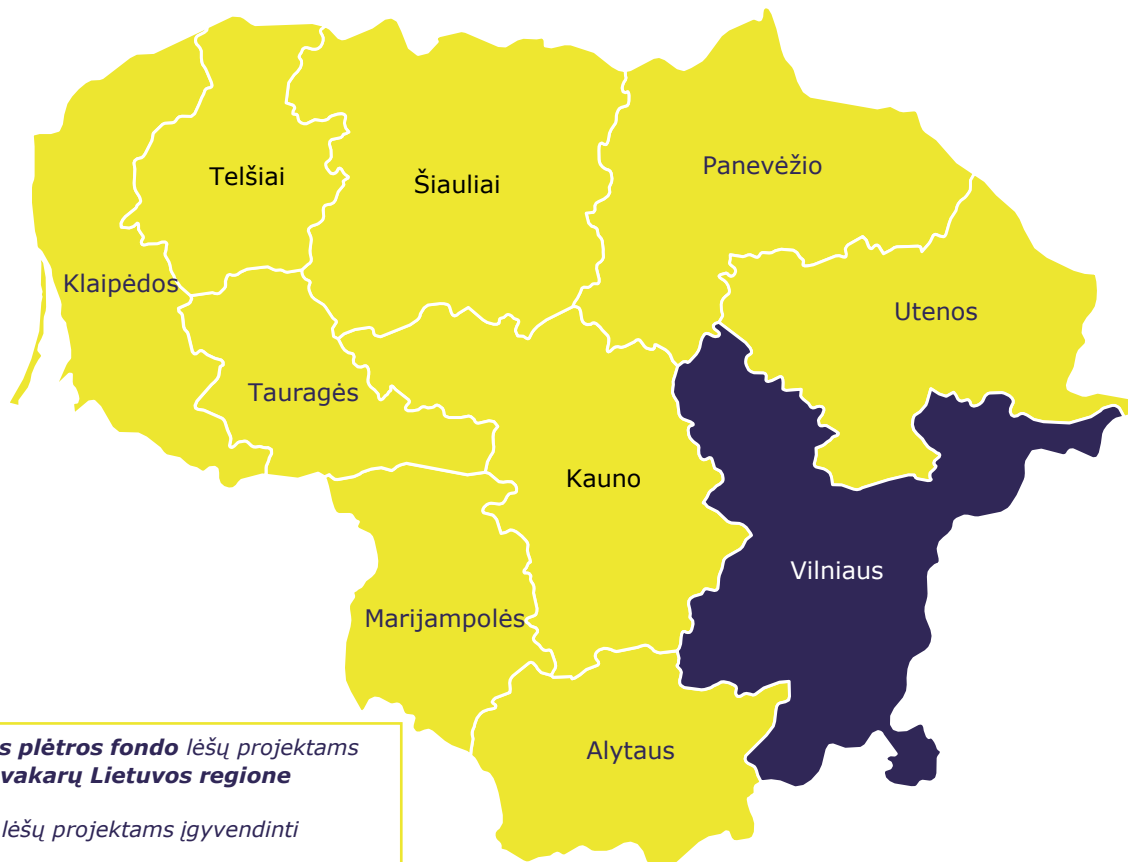 Telšiai
Šiauliai
Panevėžio
Klaipėdos
Utenos
Tauragės
Kauno
Vilniaus
Marijampolės
Alytaus
plėtros fondo lėšų projektams
vakarų Lietuvos regione
lėšų projektams įgyvendinti